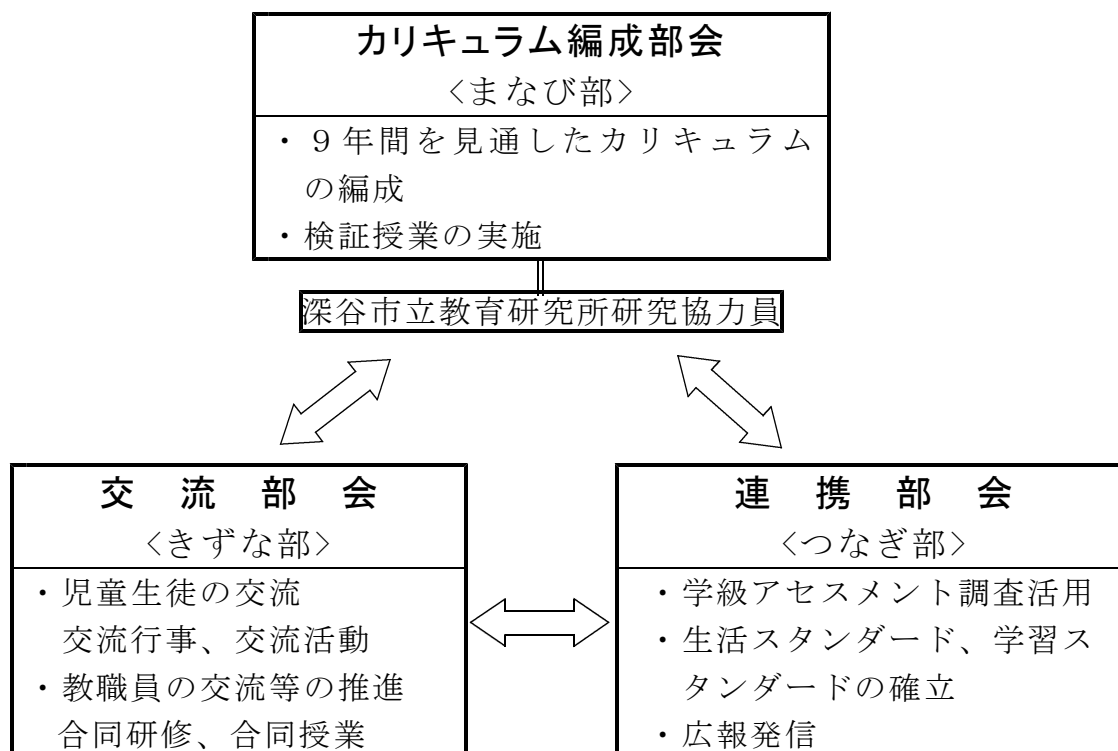 カリキュラム編成部会
〈まなび部〉
・９年間を見通したカリキュラム
の編成
・検証授業の実施
深谷市立教育研究所研究協力員
交流部会
〈きずな部〉
・児童生徒の交流
交流行事、交流活動
・教職員の交流等の推進
合同研修、合同授業
連携部会
〈つなぎ部〉
・学級アセスメント調査活用
・生活スタンダード、学習ス
タンダードの確立
・広報発信